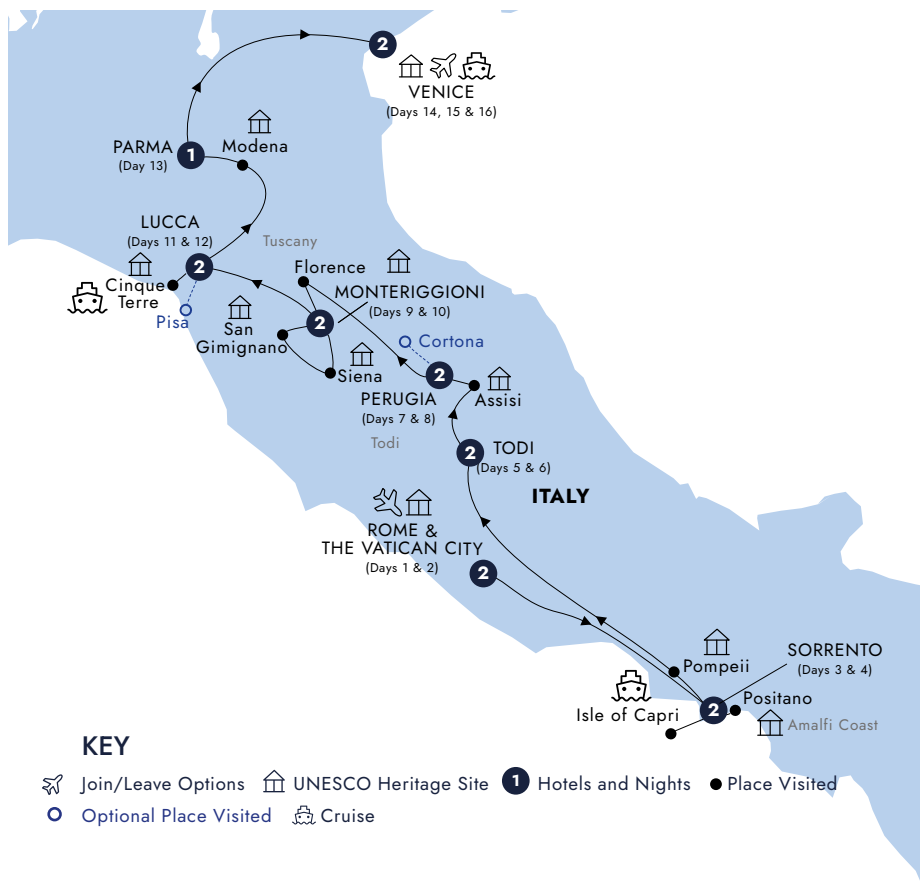 2
VENICE
(Days 14, 15 & 16)
PARMA
(Day 13)
1
Modena
LUCCA
(Days 11 & 12)
2
Tuscany
Cinque
Terre
Pisa
Florence
MONTERIGGIONI
(Days 9 & 10)
2
San
Gimignano
Siena
Cortona
2
PERUGIA
(Days 7 & 8)
Assisi
Todi
2
TODI
(Days 5 & 6)
ITALY
ROME &
THE VATICAN CITY
(Days 1 & 2)
2
Pompeii
SORRENTO
(Days 3 & 4)
2
Positano
Isle of Capri
Amalfi Coast
KEY
Join/Leave Options
UNESCO Heritage Site
1
Hotels and Nights
Place Visited
Optional Place Visited
Cruise